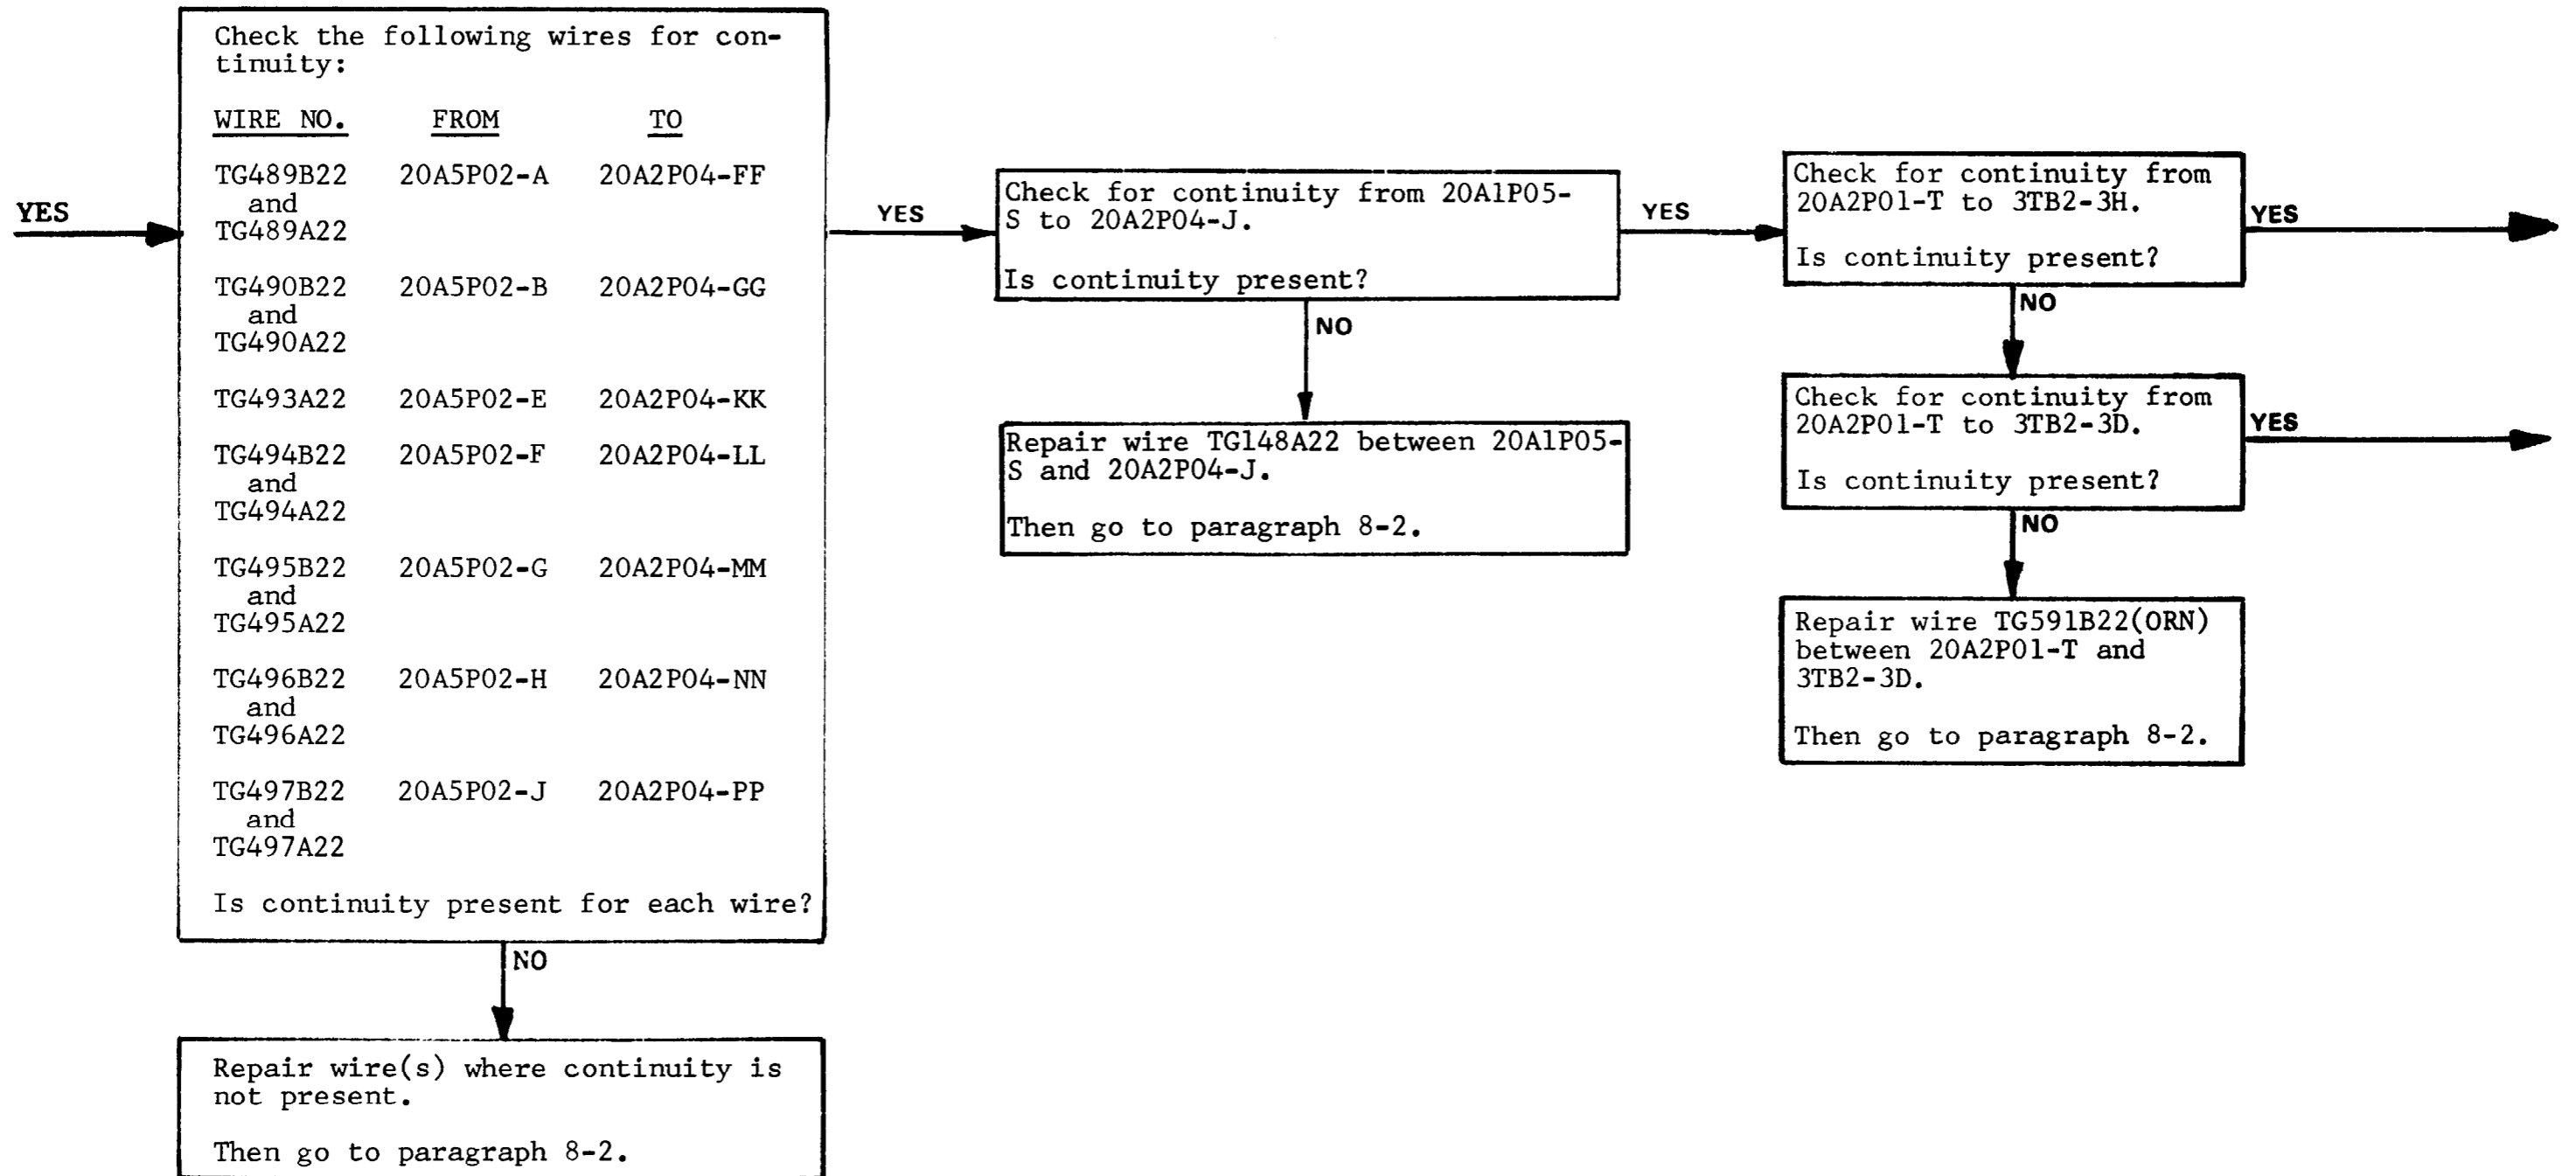 YES
Check the following wires for con-
tinuity:
WIRE NO. FROM TO
TG489B22 20A5P02-A 20A2P04-FF
and
TG489A22
TG490B22 20A5P02-B 20A2P04-GG
and
TG490A22
TG493A22 20A5P02-E 20A2P04-KK
TG494B22 20A5P02-F 20A2P04-LL
and
TG494A22
TG495B22 20A5P02-G 20A2P04-MM
and
TG495A22
TG496B22 20A5P02-H 20A2P04-NN
and
TG496A22
TG497B22 20A5P02-J 20A2P04-PP
and
TG497A22
Is continuity present for each wire?
NO
Repair wire(s) where continuity is
not present.
Then go to paragraph 8-2.
YES
Check for continuity from 20A1P05-
S to 20A2P04-J.
Is continuity present?
NO
Repair wire TG148A22 between 20A1P05-
S and 20A2P04-J.
Then go to paragraph 8-2.
YES
Check for continuity from
20A2P01-T to 3TB2-3H.
Is continuity present?
YES
NO
Check for continuity from
20A2P01-T to 3TB2-3D.
Is continuity present?
YES
NO
Repair wire TG591B22(ORN)
between 20A2P01-T and
3TB2-3D.
Then go to paragraph 8-2.